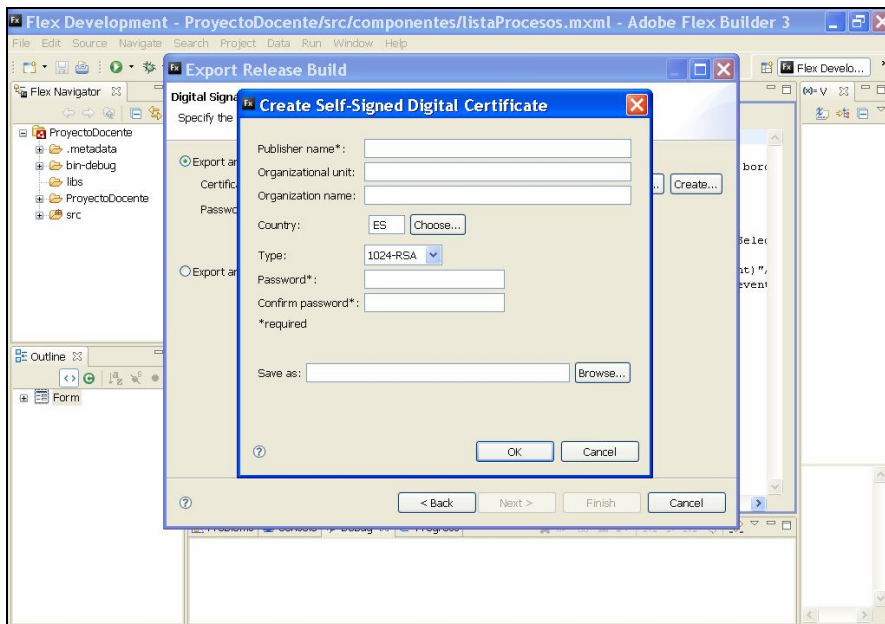 Flex Development - ProyectoDocente/src/componentes/listaProcesos.mxml - Adobe Flex Builder 3
File Edit Source Navigate Search Project Data Run Window Help
Fx Export Release Build
Fx Flex Develo...
Flex Navigator
Digital Signa
Specify the
Fx Create Self-Signed Digital Certificate
(x)= V
ProyectoDocente
.metadata
bin-debug
libs
ProyectoDocente
src
Export ar
Certific
Passwo
Export ar
Publisher name*:
Organizational unit:
Organization name:
Country: ES Choose...
Type: 1024-RSA
Password*:
Confirm password*:
*required
Save as: Browse...
? OK Cancel
Create...
Outline
Form
? < Back Next > Finish Cancel